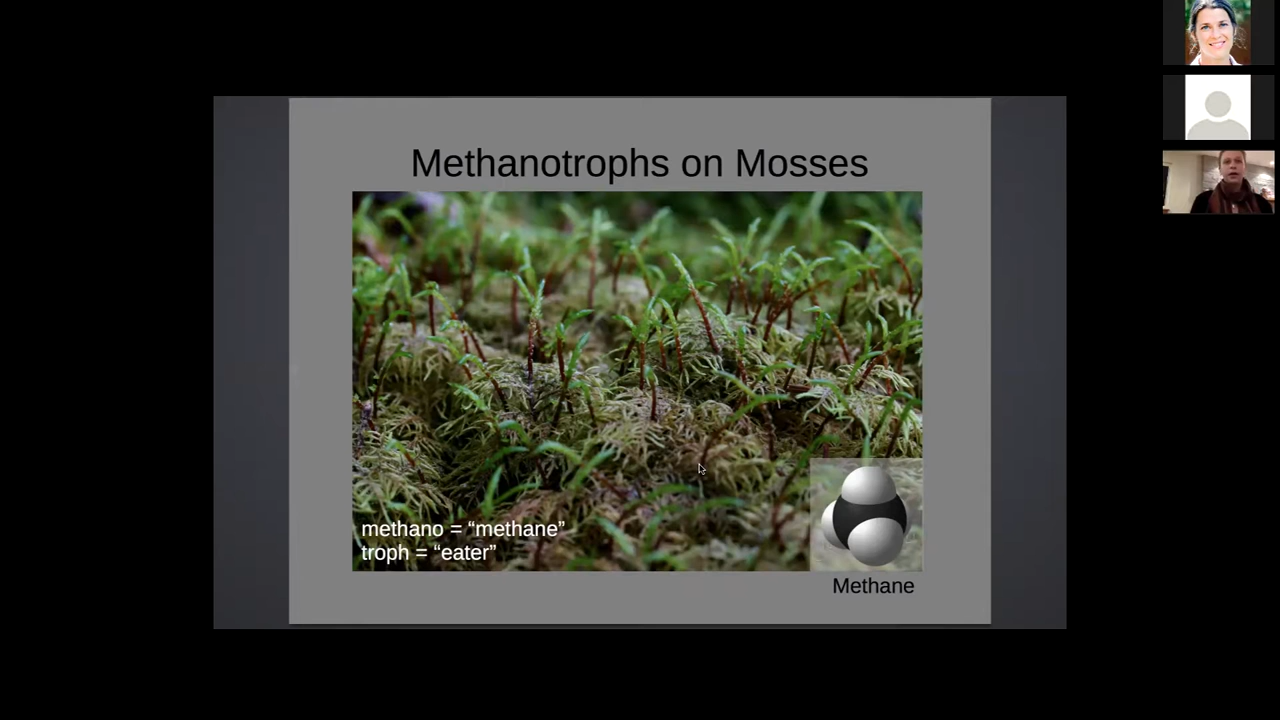 Methanotrophs on Mosses
methano = “methane”
troph = “eater”
Methane